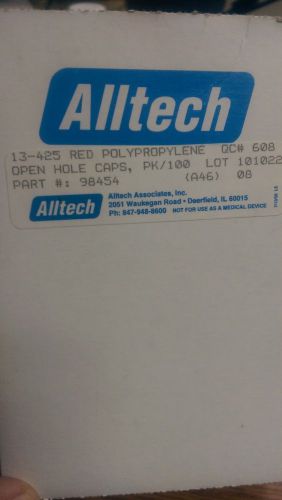 Alltech
13-425 RED POLYPROPYLENE QC# 608
OPEN HOLE CAPS, PK/100 LOT 101022
PART #: 98454 (A46) 08
Alltech
Alltech Associates, Inc.
2051 Waukegan Road • Deerfield, IL 60015
Ph: 847-948-8600 NOT FOR USE AS A MEDICAL DEVICE